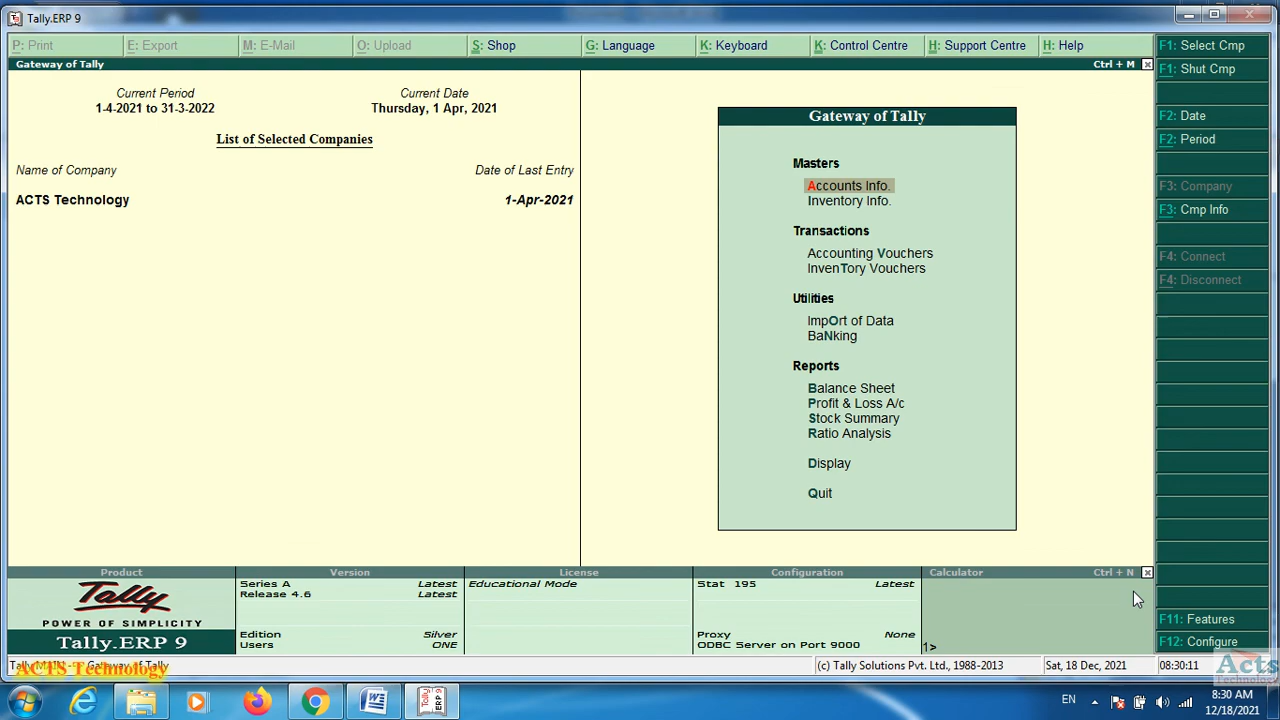 Tally.ERP 9
P: Print E: Export M: E-Mail O: Upload S: Shop G: Language K: Keyboard K: Control Centre H: Support Centre H: Help
Gateway of Tally Ctrl + M
Current Period Current Date
1-4-2021 to 31-3-2022 Thursday, 1 Apr, 2021
List of Selected Companies
Name of Company Date of Last Entry
ACTS Technology 1-Apr-2021
Gateway of Tally
Masters
Accounts Info.
Inventory Info.
Transactions
Accounting Vouchers
InvenTory Vouchers
Utilities
ImpOrt of Data
BaNking
Reports
Balance Sheet
Profit & Loss A/c
Stock Summary
Ratio Analysis
Display
Quit
F1: Select Cmp
F1: Shut Cmp
F2: Date
F2: Period
F3: Company
F3: Cmp Info
F4: Connect
F4: Disconnect
F11: Features
F12: Configure
Product
Tally
POWER OF SIMPLICITY
Tally.ERP 9
Version
Series A Latest
Release 4.6 Latest
Edition Silver
Users ONE
License
Educational Mode
Configuration
Stat 195 Latest
Proxy None
ODBC Server on Port 9000
Calculator Ctrl + N
1>
Gateway of Tally
ACTS Technology
(c) Tally Solutions Pvt. Ltd., 1988-2013 Sat, 18 Dec, 2021 08:30:11
Acts
Technology
EN 8:30 AM
12/18/2021